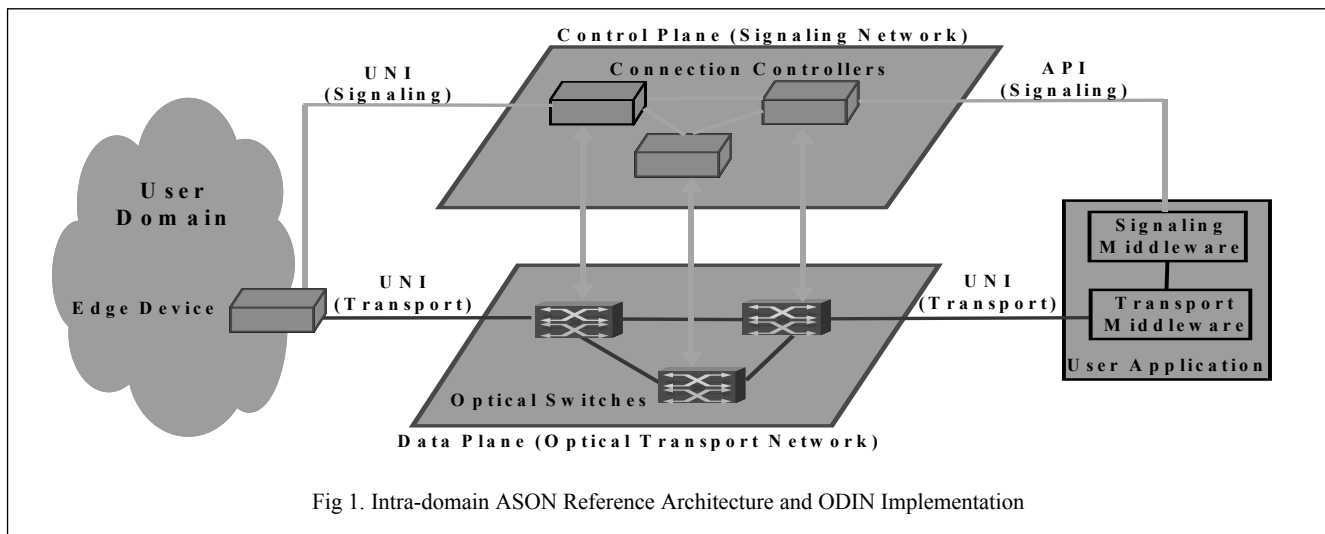 Control Plane (Signaling Network)
UNI
(Signaling)
Connection Controllers
API
(Signaling)
User
Domain
Signaling
Middleware
UNI
(Transport)
UNI
(Transport)
Edge Device
Transport
Middleware
User Application
Optical Switches
Data Plane (Optical Transport Network)
Fig 1. Intra-domain ASON Reference Architecture and ODIN Implementation